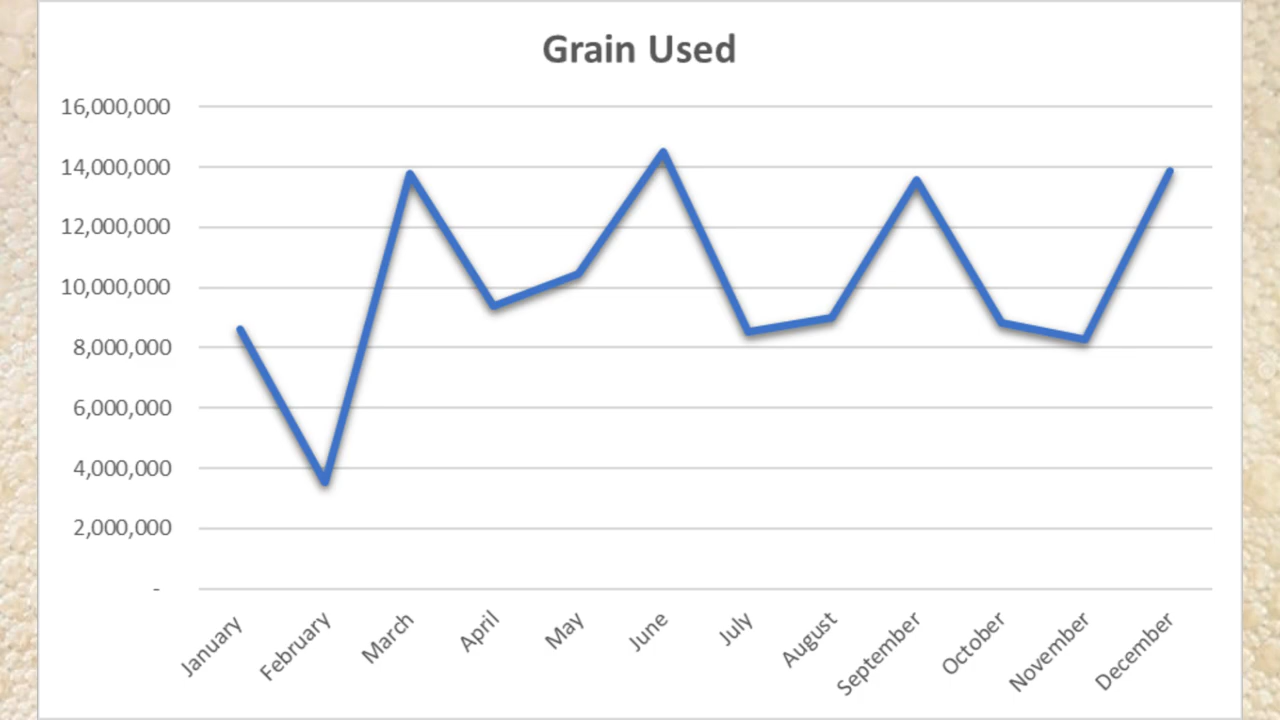 Grain Used
16,000,000
14,000,000
12,000,000
10,000,000
8,000,000
6,000,000
4,000,000
2,000,000
-
January
February
March
April
May
June
July
August
September
October
November
December